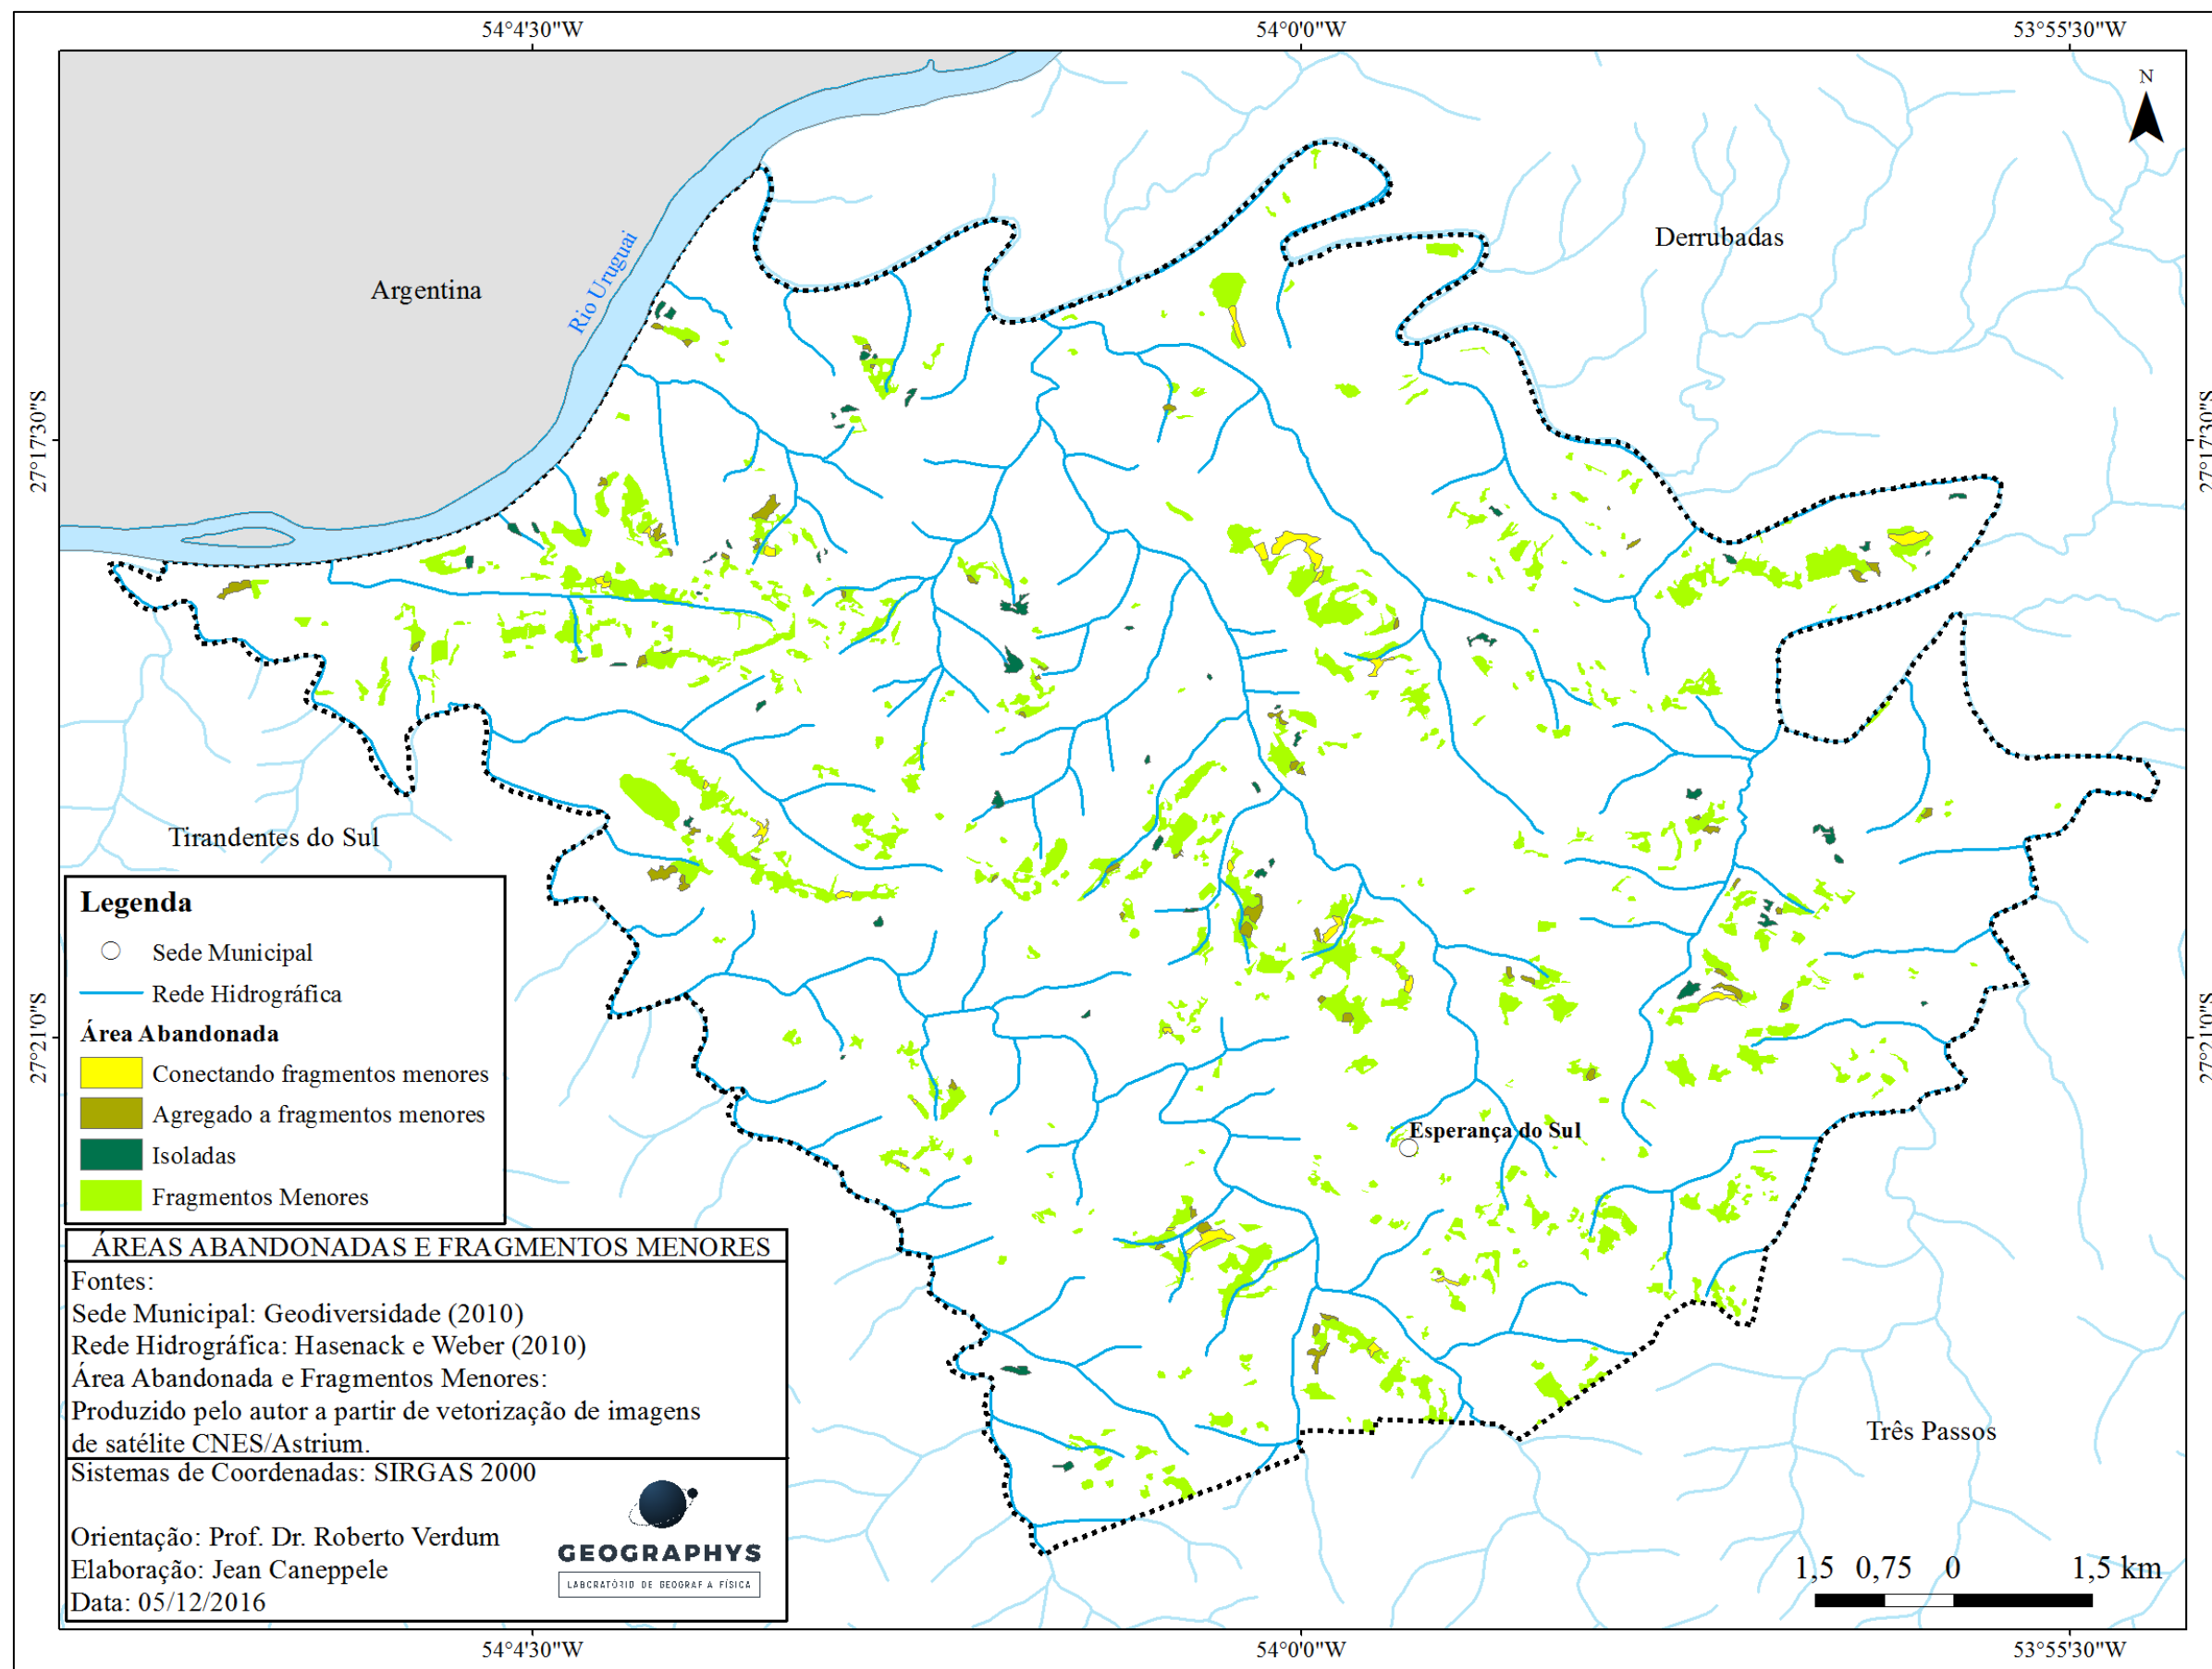 54°4'30"W
54°0'0"W
53°55'30"W
N
Derrubadas
Argentina
Rio Uruguai
27°17'30"S
27°17'30"S
Tirandentes do Sul
Legenda
Sede Municipal
Rede Hidrográfica
Área Abandonada
Conectando fragmentos menores
Agregado a fragmentos menores
Isoladas
Fragmentos Menores
27°21'0"S
27°21'0"S
Esperança do Sul
ÁREAS ABANDONADAS E FRAGMENTOS MENORES
Fontes:
Sede Municipal: Geodiversidade (2010)
Rede Hidrográfica: Hasenack e Weber (2010)
Área Abandonada e Fragmentos Menores:
Produzido pelo autor a partir de vetorização de imagens
de satélite CNES/Astrium.
Sistemas de Coordenadas: SIRGAS 2000
Orientação: Prof. Dr. Roberto Verdum
Elaboração: Jean Caneppele
Data: 05/12/2016
GEOGRAPHYS
LABORATÓRIO DE GEOGRAFIA FÍSICA
Três Passos
1,5 0,75 0 1,5 km
54°4'30"W
54°0'0"W
53°55'30"W